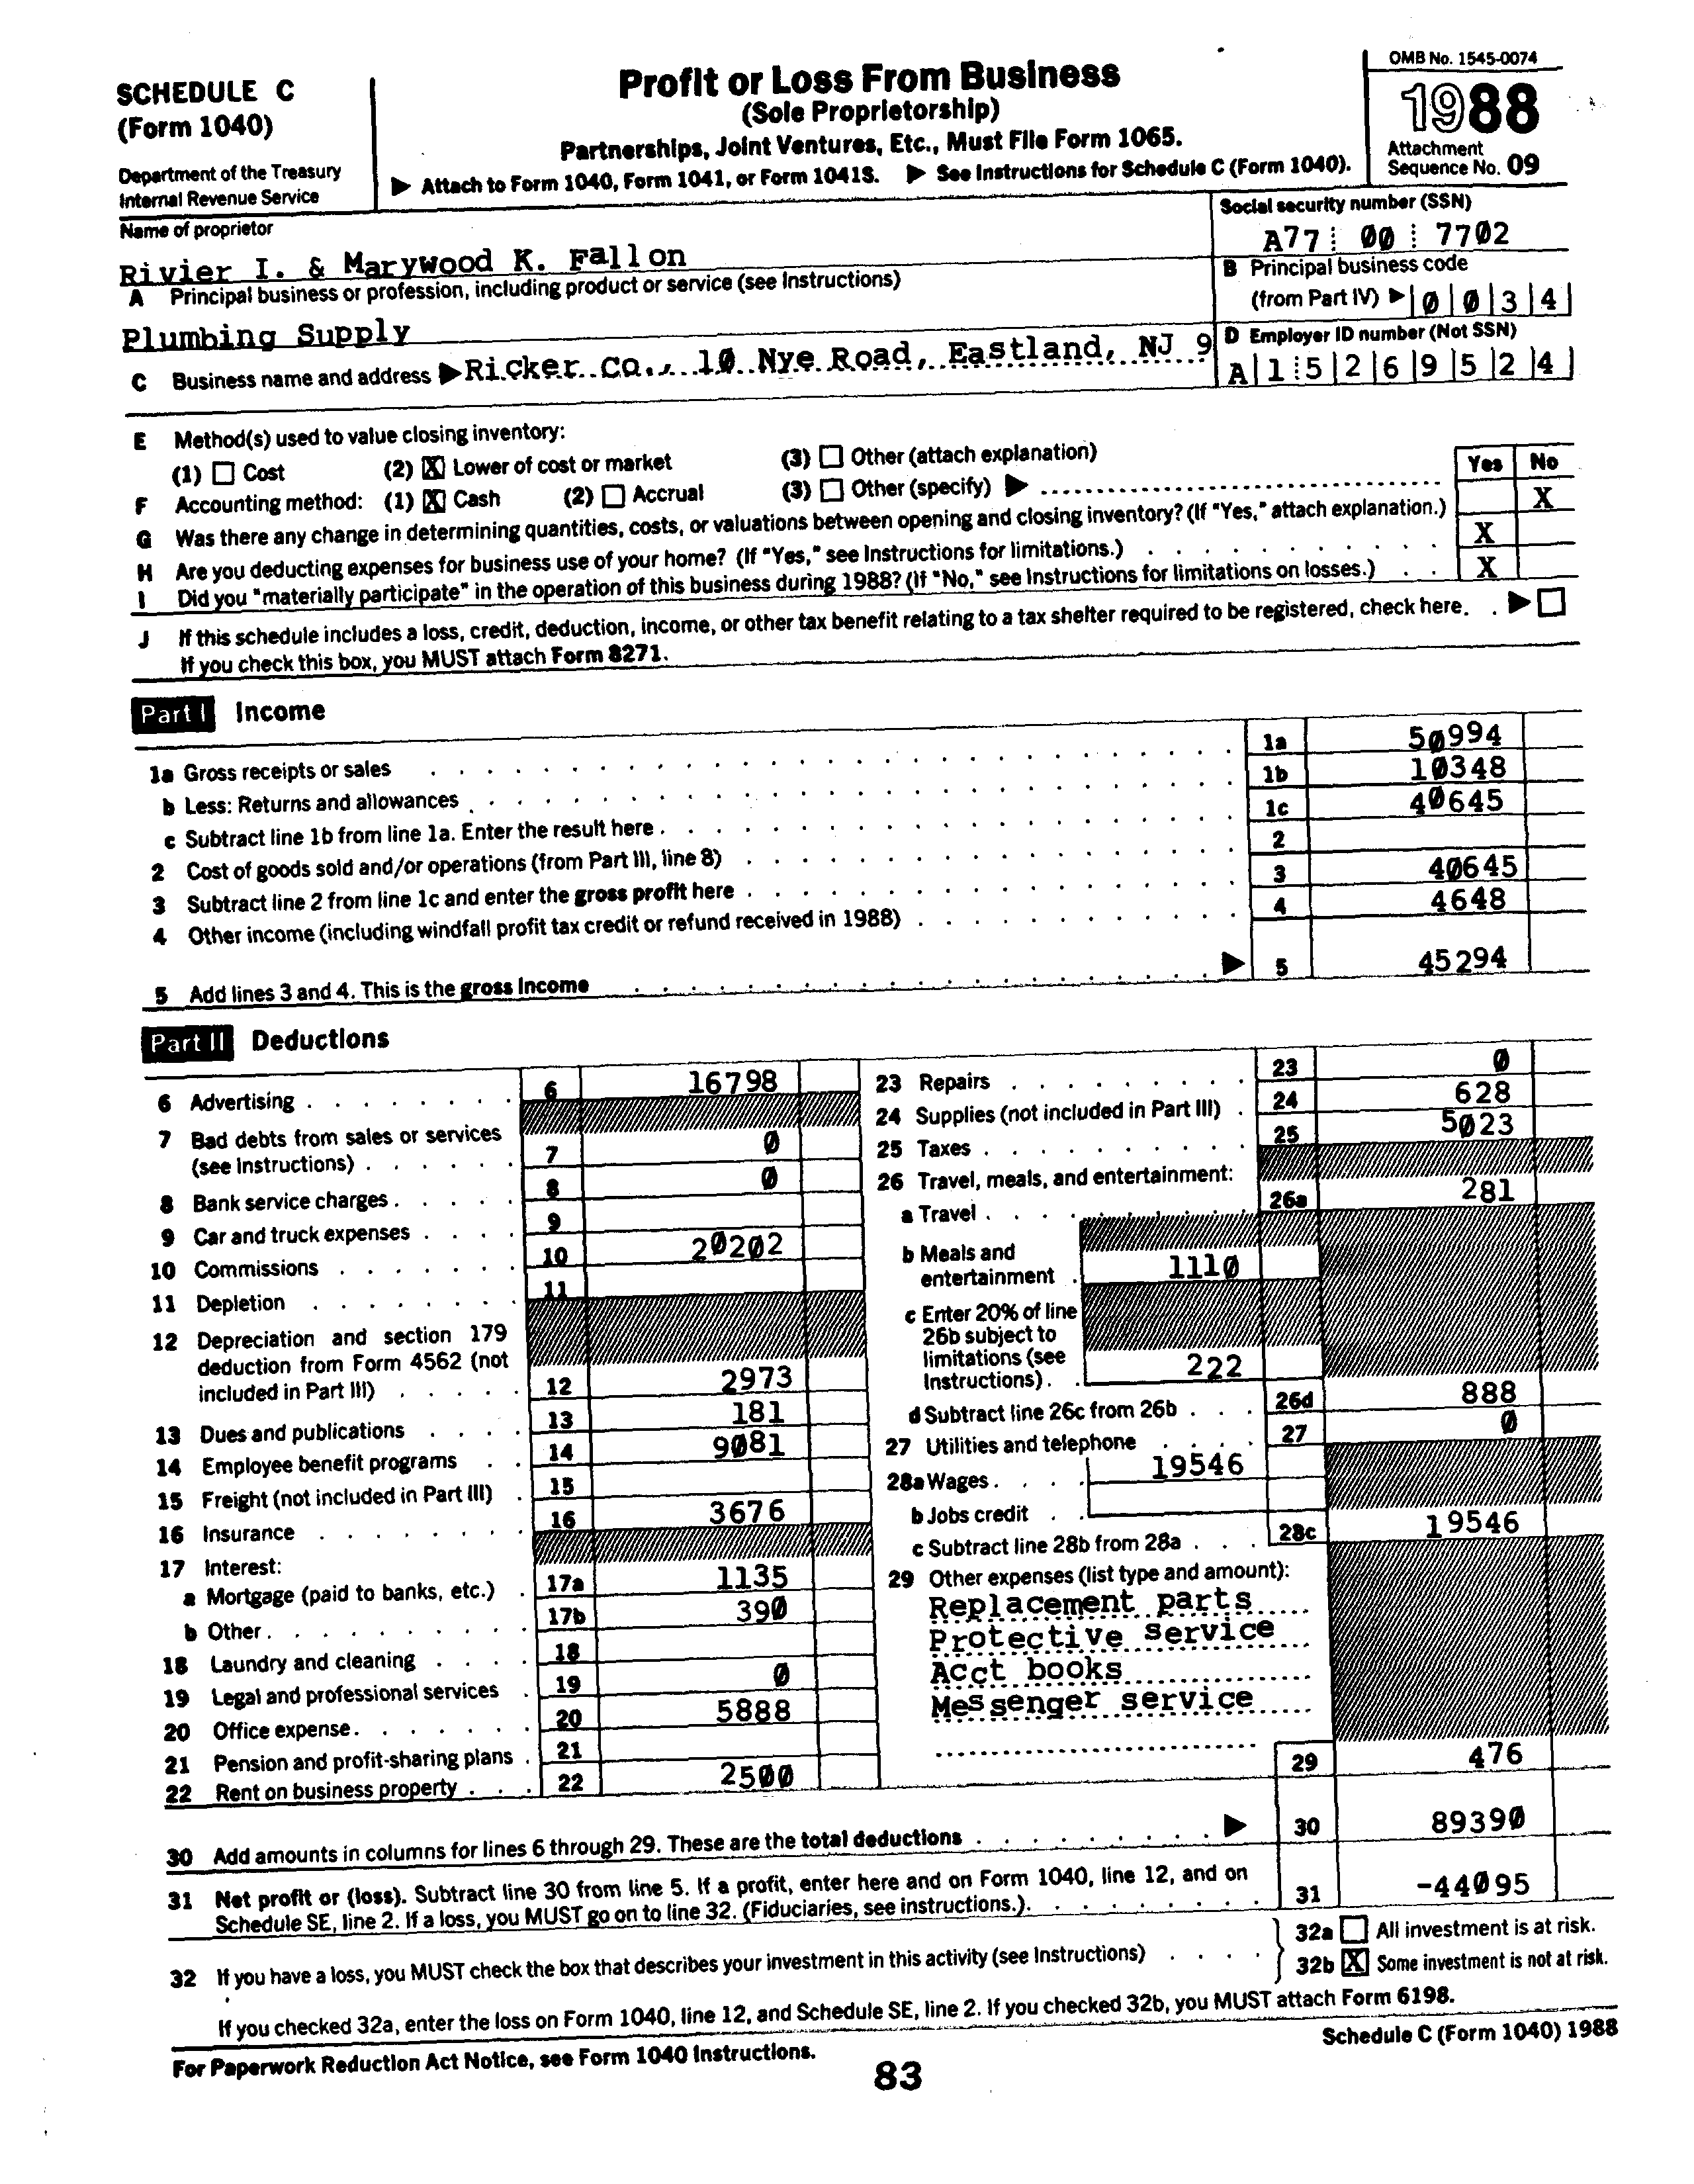 SCHEDULE C
(Form 1040)
Department of the Treasury
Internal Revenue Service
Profit or Loss From Business
(Sole Proprietorship)
Partnerships, Joint Ventures, Etc., Must File Form 1065.
▶ Attach to Form 1040, Form 1041, or Form 1041S. ▶ See Instructions for Schedule C (Form 1040).
OMB No. 1545-0074
1988
Attachment
Sequence No. 09
Name of proprietor
Rivier I. & Marywood K. Fallon
Social security number (SSN)
A77 00 7702
A Principal business or profession, including product or service (see Instructions)
Plumbing Supply
B Principal business code
(from Part IV) ▶ 0 0 3 4
C Business name and address ▶ Ricker Co., 10 Nye Road, Eastland, NJ 9
D Employer ID number (Not SSN)
A 1 5 2 6 9 5 2 4
E Method(s) used to value closing inventory:
(1) ☐ Cost (2) ☒ Lower of cost or market (3) ☐ Other (attach explanation)
Yes No
F Accounting method: (1) ☒ Cash (2) ☐ Accrual (3) ☐ Other (specify) ▶
G Was there any change in determining quantities, costs, or valuations between opening and closing inventory? (If "Yes," attach explanation.) X
H Are you deducting expenses for business use of your home? (If "Yes," see Instructions for limitations.) X
I Did you "materially participate" in the operation of this business during 1988? (If "No," see Instructions for limitations on losses.) X
J If this schedule includes a loss, credit, deduction, income, or other tax benefit relating to a tax shelter required to be registered, check here. ▶ ☐
If you check this box, you MUST attach Form 8271.
Part I Income
1a Gross receipts or sales 1a 50994
b Less: Returns and allowances 1b 10348
c Subtract line 1b from line 1a. Enter the result here 1c 40645
2 Cost of goods sold and/or operations (from Part III, line 8) 2
3 Subtract line 2 from line 1c and enter the gross profit here 3 40645
4 Other income (including windfall profit tax credit or refund received in 1988) 4 4648
5 Add lines 3 and 4. This is the gross income ▶ 5 45294
Part II Deductions
6 Advertising 6 16798
7 Bad debts from sales or services
(see Instructions) 7 0
8 Bank service charges 8 0
9 Car and truck expenses 9
10 Commissions 10 20202
11 Depletion 11
12 Depreciation and section 179
deduction from Form 4562 (not
included in Part III) 12 2973
13 Dues and publications 13 181
14 Employee benefit programs 14 9081
15 Freight (not included in Part III) 15
16 Insurance 16 3676
17 Interest:
a Mortgage (paid to banks, etc.) 17a 1135
b Other 17b 390
18 Laundry and cleaning 18
19 Legal and professional services 19 0
20 Office expense 20 5888
21 Pension and profit-sharing plans 21
22 Rent on business property 22 2500
23 Repairs 23 0
24 Supplies (not included in Part III) 24 628
25 Taxes 25 5023
26 Travel, meals, and entertainment:
a Travel 26a 281
b Meals and
entertainment 1110
c Enter 20% of line
26b subject to
limitations (see
Instructions) 222
d Subtract line 26c from 26b 26d 888
27 Utilities and telephone 27 0
28a Wages 19546
b Jobs credit
c Subtract line 28b from 28a 28c 19546
29 Other expenses (list type and amount):
Replacement parts
Protective service
Acct books
Messenger service
29 476
30 Add amounts in columns for lines 6 through 29. These are the total deductions ▶ 30 89390
31 Net profit or (loss). Subtract line 30 from line 5. If a profit, enter here and on Form 1040, line 12, and on
Schedule SE, line 2. If a loss, you MUST go on to line 32. (Fiduciaries, see instructions.) 31 -44095
32 If you have a loss, you MUST check the box that describes your investment in this activity (see Instructions)
32a ☐ All investment is at risk.
32b ☒ Some investment is not at risk.
If you checked 32a, enter the loss on Form 1040, line 12, and Schedule SE, line 2. If you checked 32b, you MUST attach Form 6198.
For Paperwork Reduction Act Notice, see Form 1040 Instructions.
Schedule C (Form 1040) 1988
83